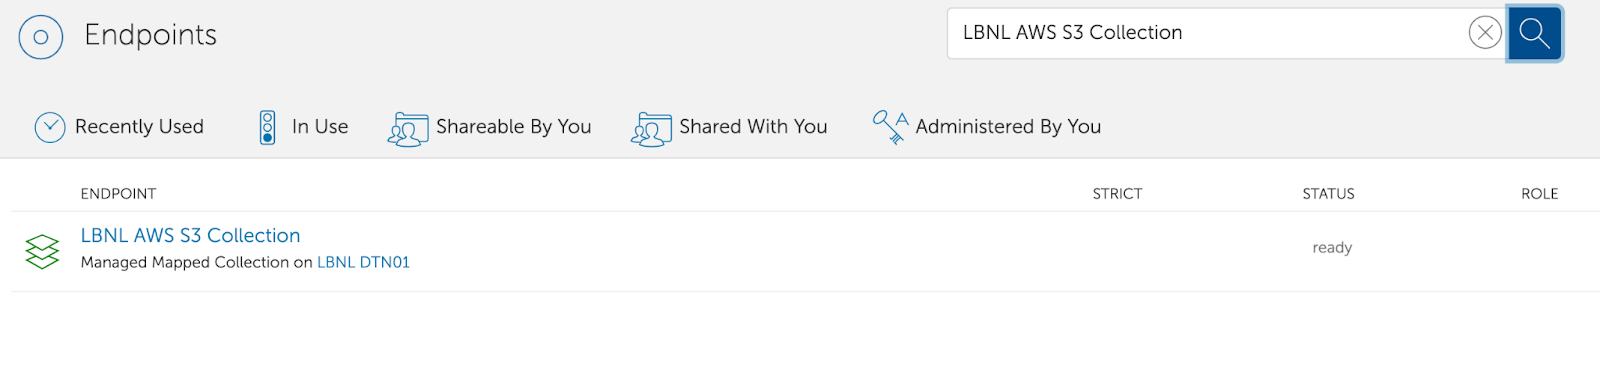 Endpoints
LBNL AWS S3 Collection
Recently Used
In Use
Shareable By You
Shared With You
A
Administered By You
ENDPOINT
STRICT
STATUS
ROLE
LBNL AWS S3 Collection
ready
Managed Mapped Collection on LBNL DTN01